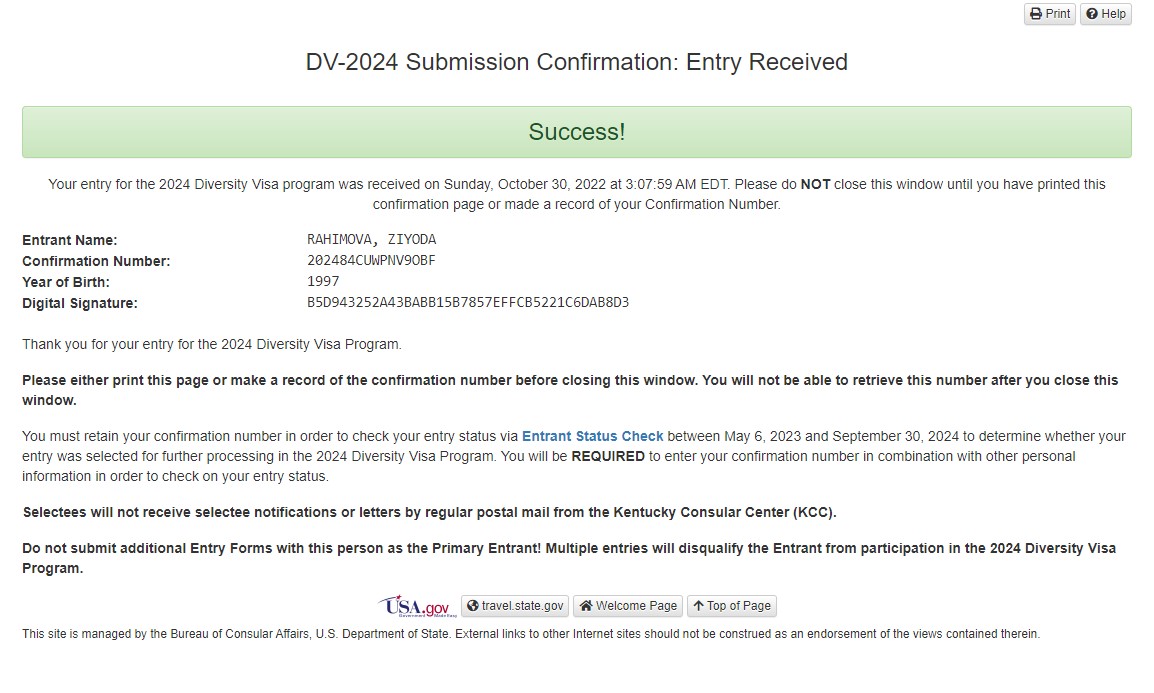 Print Help
DV-2024 Submission Confirmation: Entry Received
Success!
Your entry for the 2024 Diversity Visa program was received on Sunday, October 30, 2022 at 3:07:59 AM EDT. Please do NOT close this window until you have printed this
confirmation page or made a record of your Confirmation Number.
Entrant Name: RAHIMOVA, ZIYODA
Confirmation Number: 202484CUWPNV9OBF
Year of Birth: 1997
Digital Signature: B5D943252A43BABB15B7857EFFCB5221C6DAB8D3
Thank you for your entry for the 2024 Diversity Visa Program.
Please either print this page or make a record of the confirmation number before closing this window. You will not be able to retrieve this number after you close this
window.
You must retain your confirmation number in order to check your entry status via Entrant Status Check between May 6, 2023 and September 30, 2024 to determine whether your
entry was selected for further processing in the 2024 Diversity Visa Program. You will be REQUIRED to enter your confirmation number in combination with other personal
information in order to check on your entry status.
Selectees will not receive selectee notifications or letters by regular postal mail from the Kentucky Consular Center (KCC).
Do not submit additional Entry Forms with this person as the Primary Entrant! Multiple entries will disqualify the Entrant from participation in the 2024 Diversity Visa
Program.
USA.gov travel.state.gov Welcome Page Top of Page
Government Made Easy
This site is managed by the Bureau of Consular Affairs, U.S. Department of State. External links to other Internet sites should not be construed as an endorsement of the views contained therein.